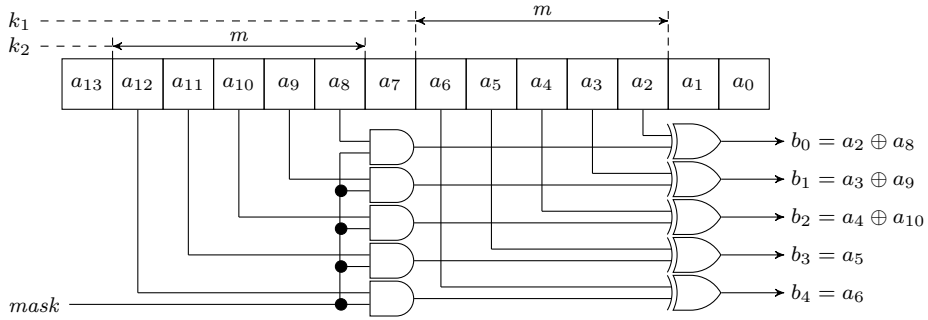 k₁
m
k₂
m
a₁₃ a₁₂ a₁₁ a₁₀ a₉ a₈ a₇ a₆ a₅ a₄ a₃ a₂ a₁ a₀
b₀ = a₂ ⊕ a₈
b₁ = a₃ ⊕ a₉
b₂ = a₄ ⊕ a₁₀
b₃ = a₅
b₄ = a₆
mask